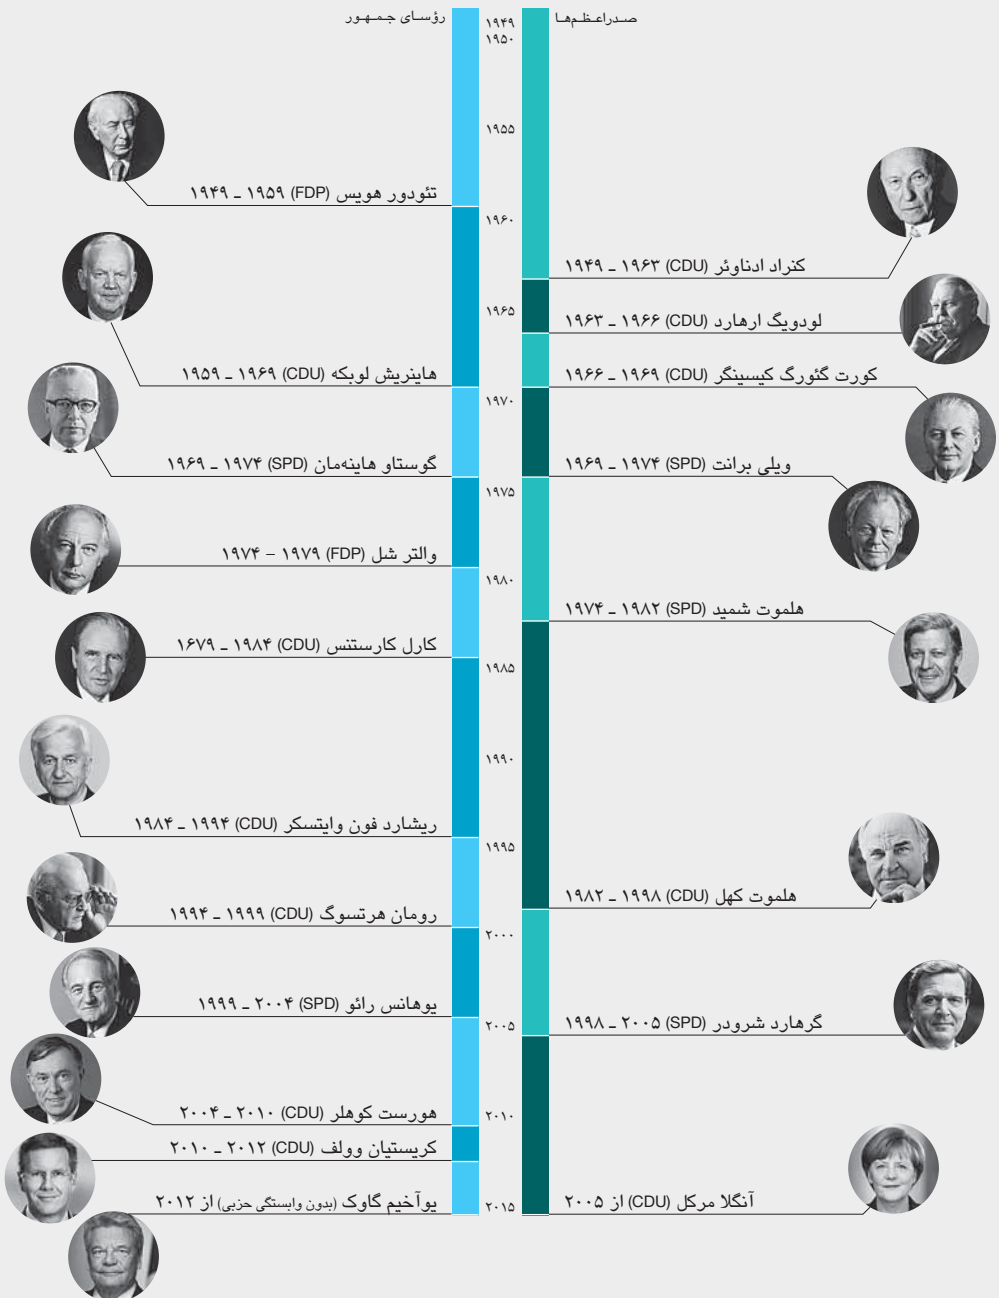 صدراعظم‌ها
کنراد ادناوئر (CDU) ۱۹۶۳ ـ ۱۹۴۹
لودویگ ارهارد (CDU) ۱۹۶۶ ـ ۱۹۶۳
کورت گئورگ کیسینگر (CDU) ۱۹۶۹ ـ ۱۹۶۶
ویلی برانت (SPD) ۱۹۷۴ ـ ۱۹۶۹
هلموت شمید (SPD) ۱۹۸۲ ـ ۱۹۷۴
هلموت کهل (CDU) ۱۹۹۸ ـ ۱۹۸۲
گرهارد شرودر (SPD) ۲۰۰۵ ـ ۱۹۹۸
آنگلا مرکل (CDU) از ۲۰۰۵
۱۹۴۹
۱۹۵۰
۱۹۵۵
۱۹۶۰
۱۹۶۵
۱۹۷۰
۱۹۷۵
۱۹۸۰
۱۹۸۵
۱۹۹۰
۱۹۹۵
۲۰۰۰
۲۰۰۵
۲۰۱۰
۲۰۱۵
رؤسای جمهور
تئودور هویس (FDP) ۱۹۵۹ ـ ۱۹۴۹
هاینریش لوبکه (CDU) ۱۹۶۹ ـ ۱۹۵۹
گوستاو هاینه‌مان (SPD) ۱۹۷۴ ـ ۱۹۶۹
والتر شل (FDP) ۱۹۷۹ – ۱۹۷۴
کارل کارستنس (CDU) ۱۹۸۴ ـ ۱۶۷۹
ریشارد فون وایتسکر (CDU) ۱۹۹۴ ـ ۱۹۸۴
رومان هرتسوگ (CDU) ۱۹۹۹ ـ ۱۹۹۴
یوهانس رائو (SPD) ۲۰۰۴ ـ ۱۹۹۹
هورست کوهلر (CDU) ۲۰۱۰ ـ ۲۰۰۴
کریستیان وولف (CDU) ۲۰۱۲ ـ ۲۰۱۰
یوآخیم گاوک (بدون وابستگی حزبی) از ۲۰۱۲